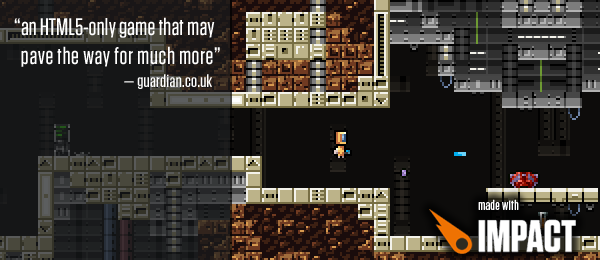 “an HTML5-only game that may
pave the way for much more”
— guardian.co.uk
made with
IMPACT